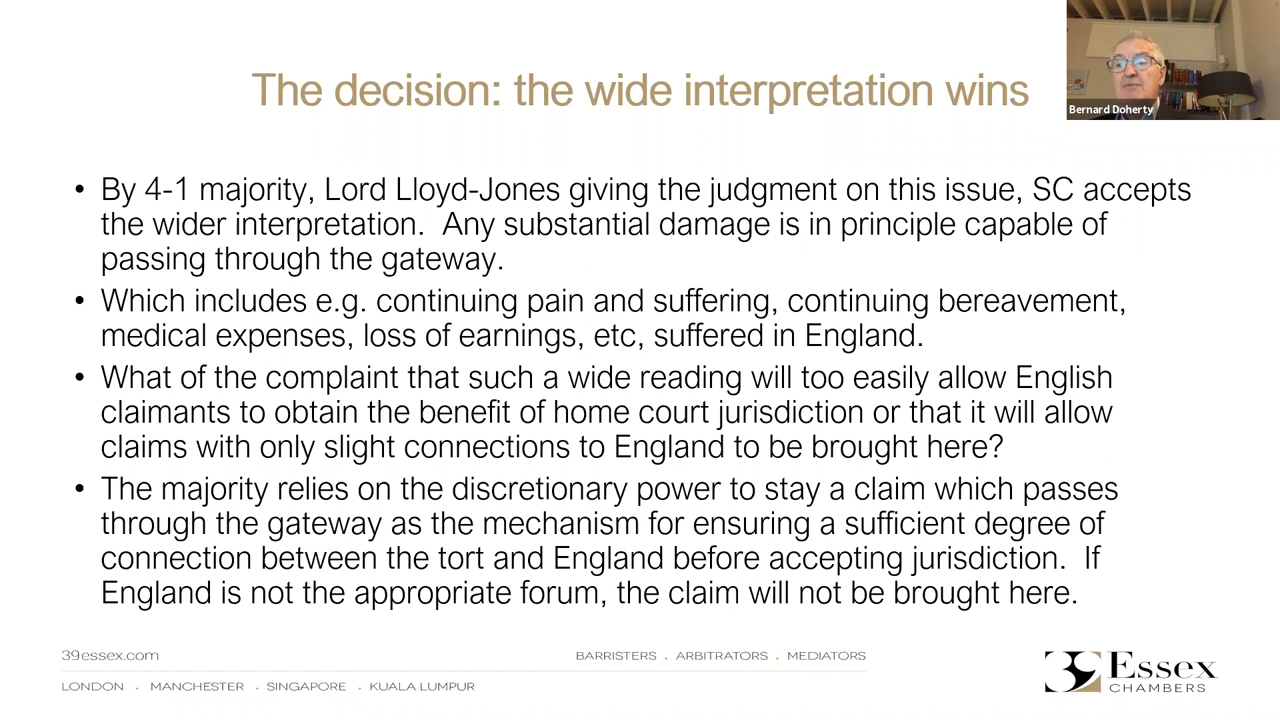 The decision: the wide interpretation wins
Bernard Doherty
• By 4-1 majority, Lord Lloyd-Jones giving the judgment on this issue, SC accepts
the wider interpretation.  Any substantial damage is in principle capable of
passing through the gateway.
• Which includes e.g. continuing pain and suffering, continuing bereavement,
medical expenses, loss of earnings, etc, suffered in England.
• What of the complaint that such a wide reading will too easily allow English
claimants to obtain the benefit of home court jurisdiction or that it will allow
claims with only slight connections to England to be brought here?
• The majority relies on the discretionary power to stay a claim which passes
through the gateway as the mechanism for ensuring a sufficient degree of
connection between the tort and England before accepting jurisdiction.  If
England is not the appropriate forum, the claim will not be brought here.
39essex.com
BARRISTERS . ARBITRATORS . MEDIATORS
LONDON . MANCHESTER . SINGAPORE . KUALA LUMPUR
39 Essex
CHAMBERS